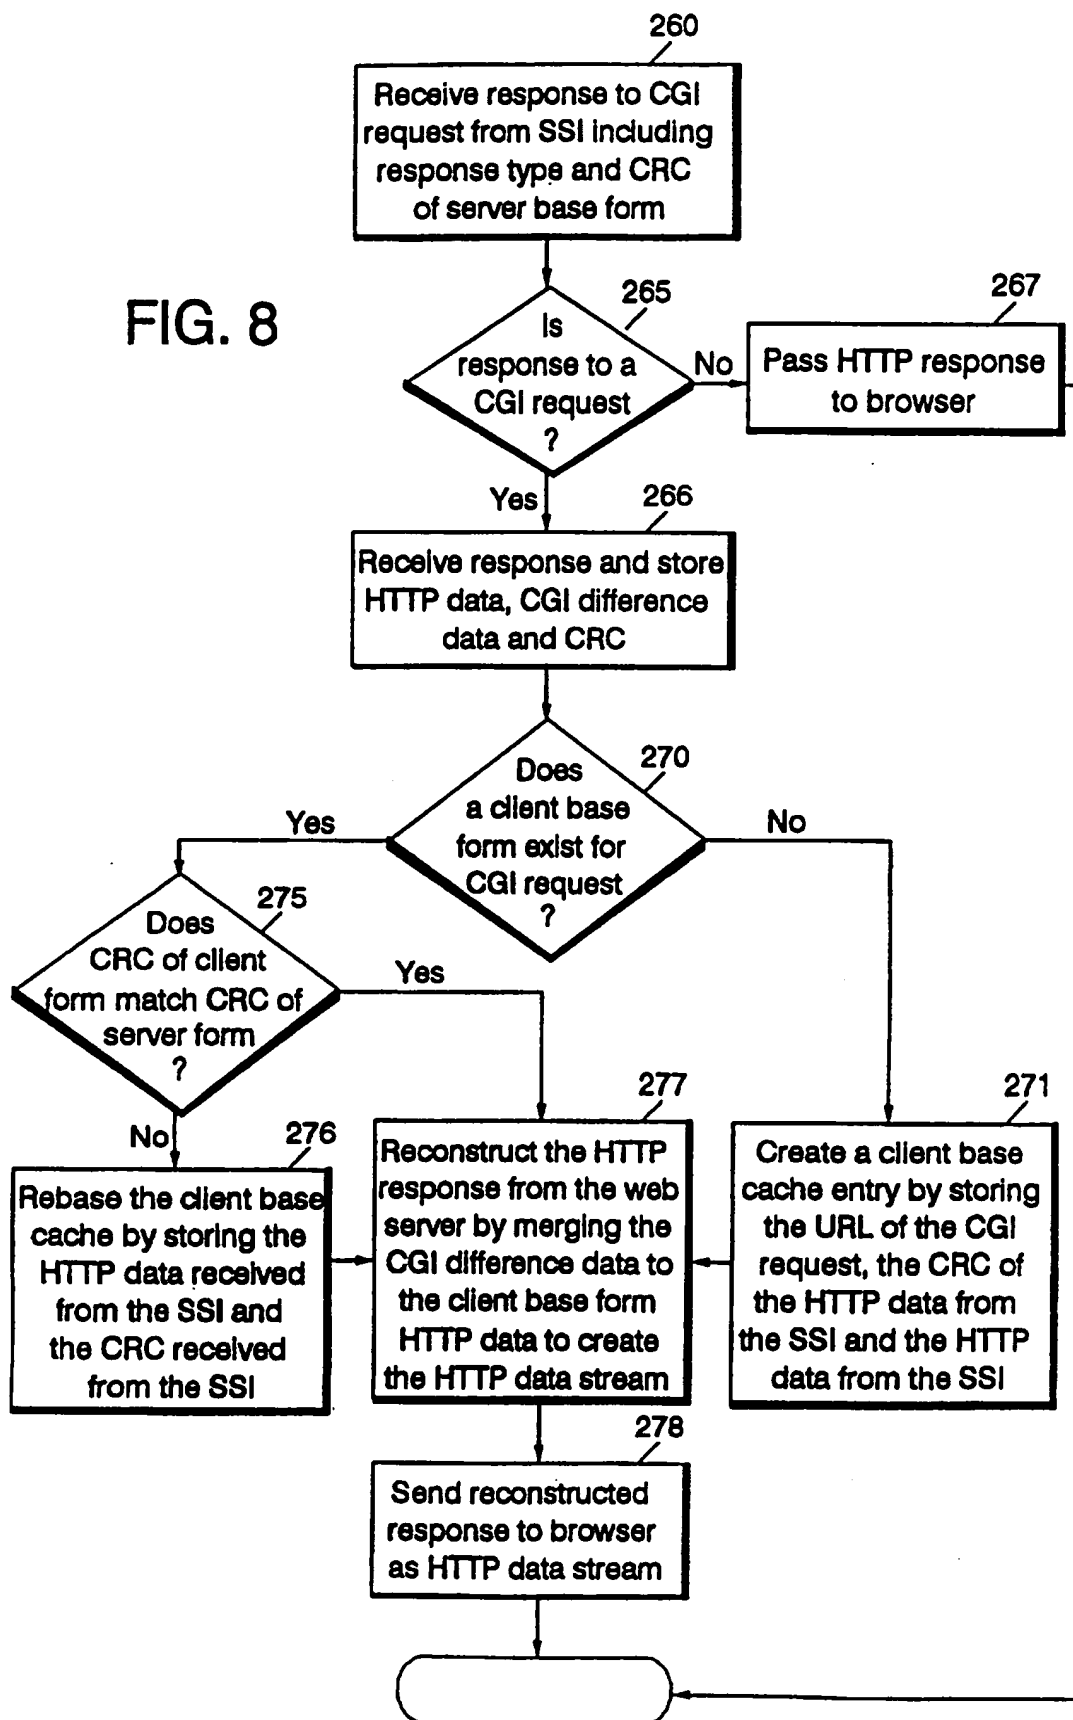 260
Receive response to CGI
request from SSI including
response type and CRC
of server base form
FIG. 8
265
Is
response to a
CGI request
?
No
267
Pass HTTP response
to browser
Yes
266
Receive response and store
HTTP data, CGI difference
data and CRC
270
Does
a client base
form exist for
CGI request
?
Yes
No
275
Does
CRC of client
form match CRC of
server form
?
Yes
No
276
Rebase the client base
cache by storing the
HTTP data received
from the SSI and
the CRC received
from the SSI
277
Reconstruct the HTTP
response from the web
server by merging the
CGI difference data to
the client base form
HTTP data to create
the HTTP data stream
271
Create a client base
cache entry by storing
the URL of the CGI
request, the CRC of
the HTTP data from
the SSI and the HTTP
data from the SSI
278
Send reconstructed
response to browser
as HTTP data stream